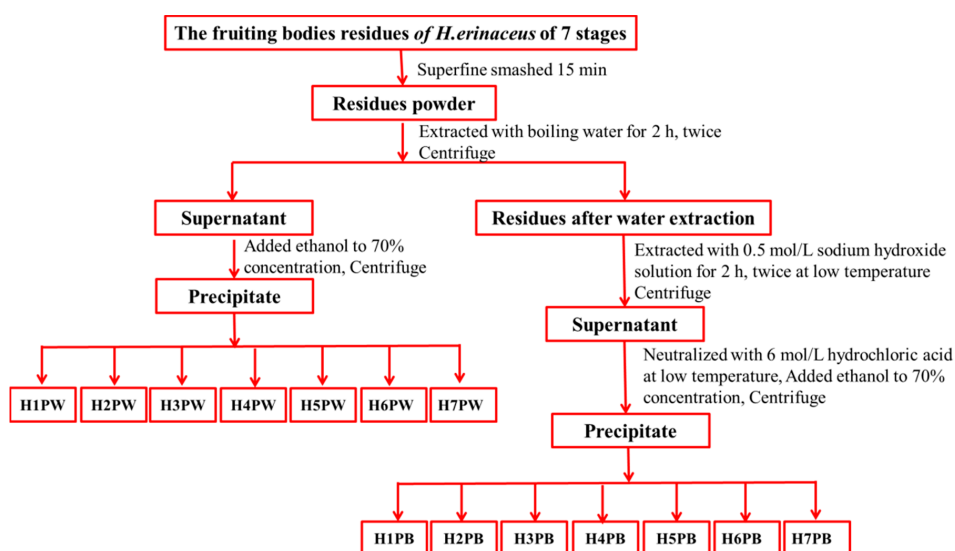 The fruiting bodies residues of H.erinaceus of 7 stages
Superfine smashed 15 min
Residues powder
Extracted with boiling water for 2 h, twice
Centrifuge
Supernatant
Added ethanol to 70%
concentration, Centrifuge
Precipitate
H1PW
H2PW
H3PW
H4PW
H5PW
H6PW
H7PW
Residues after water extraction
Extracted with 0.5 mol/L sodium hydroxide
solution for 2 h, twice at low temperature
Centrifuge
Supernatant
Neutralized with 6 mol/L hydrochloric acid
at low temperature, Added ethanol to 70%
concentration, Centrifuge
Precipitate
H1PB
H2PB
H3PB
H4PB
H5PB
H6PB
H7PB